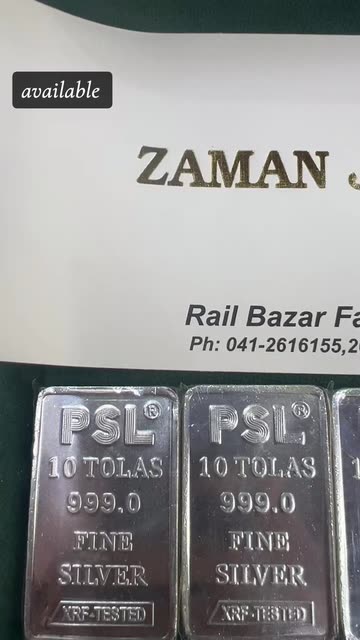 available
ZAMAN
Rail Bazar Fa
Ph: 041-2616155,2
PSL®
10 TOLAS
999.0
FINE
SILVER
XRF-TESTED
PSL®
10 TOLAS
999.0
FINE
SILVER
XRF-TESTED